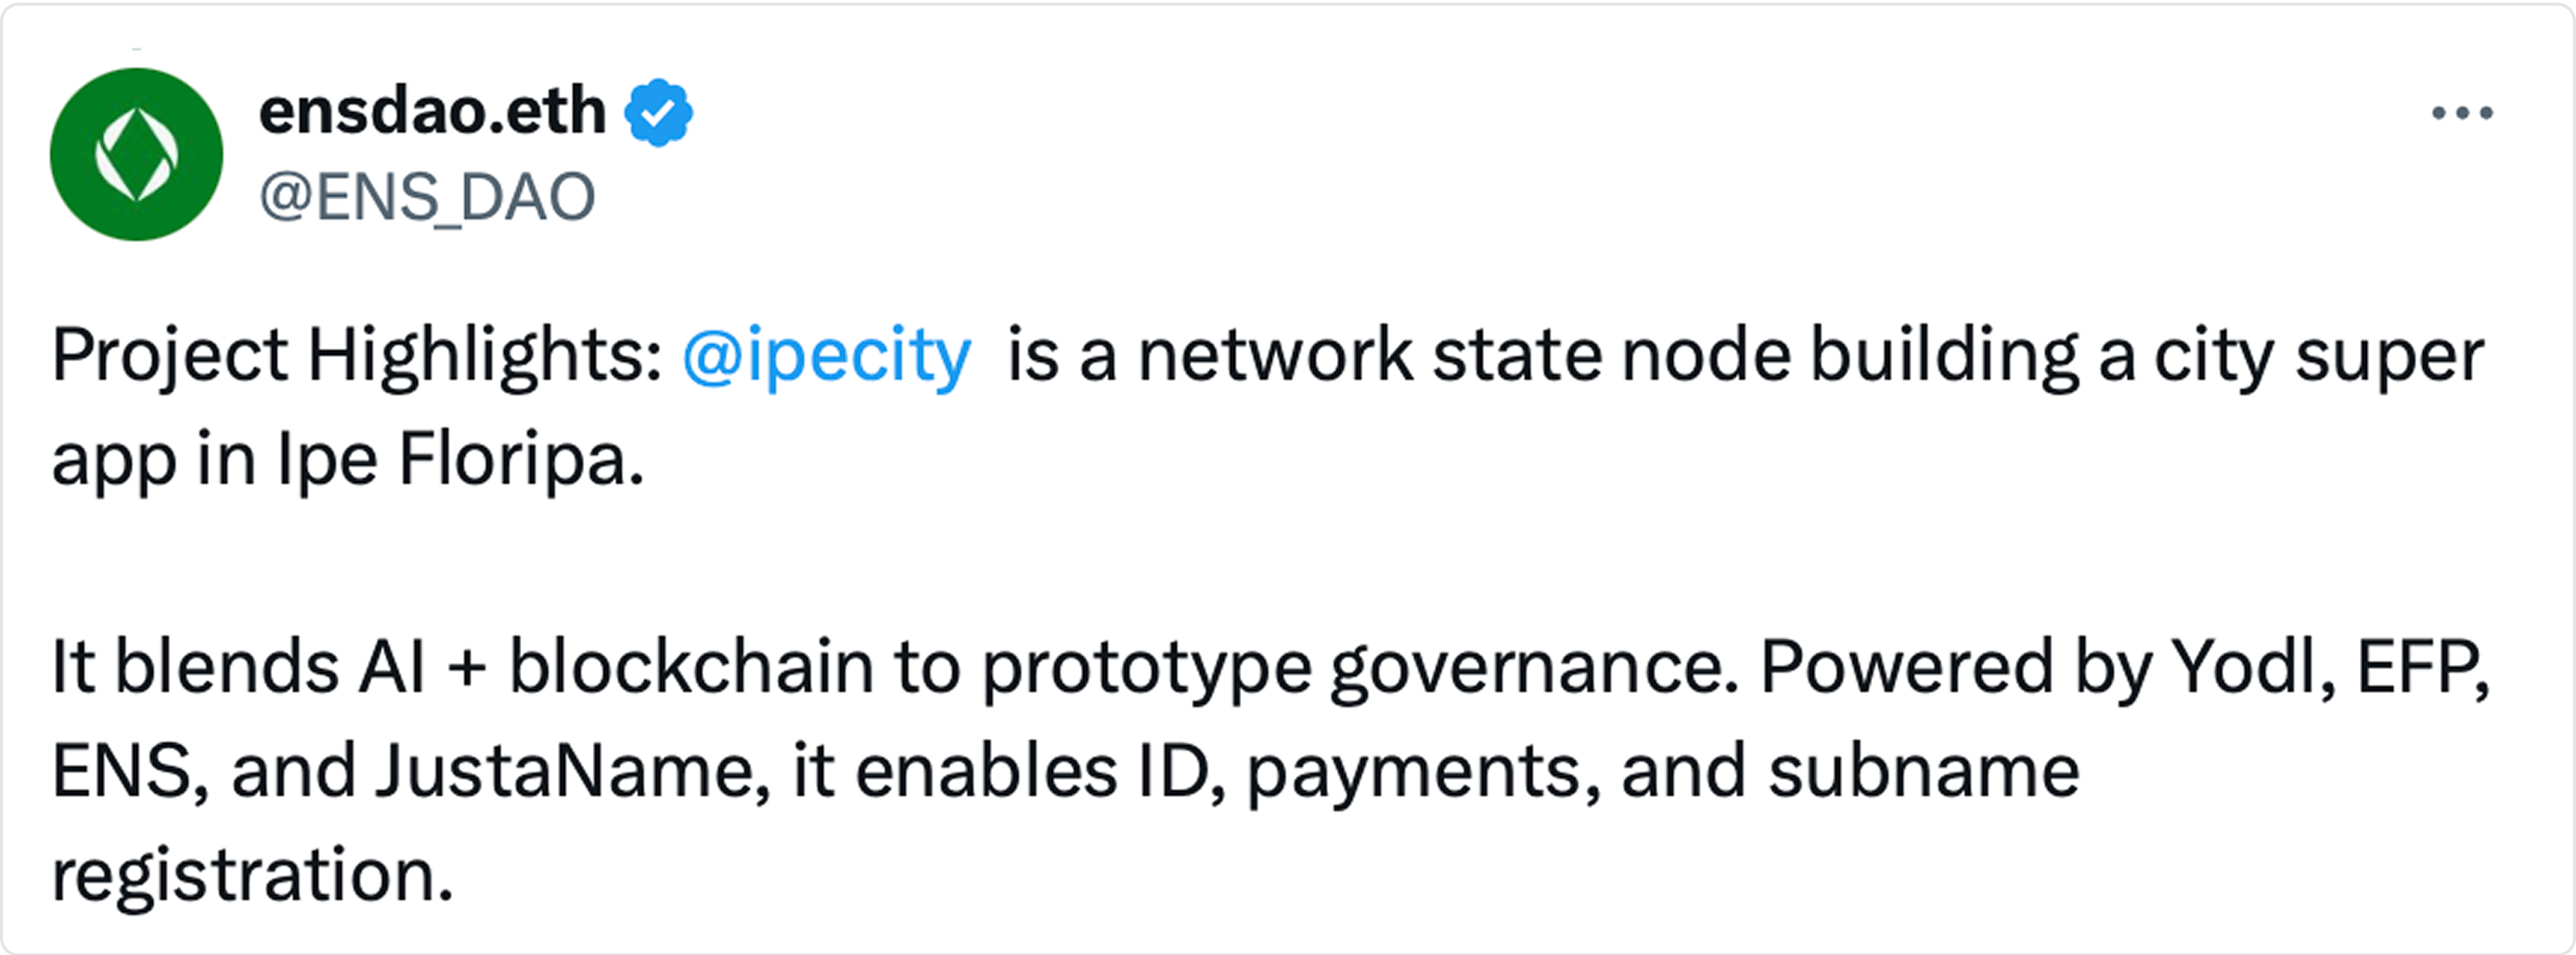 ensdao.eth
@ENS_DAO
Project Highlights: @ipecity is a network state node building a city super
app in Ipe Floripa.
It blends AI + blockchain to prototype governance. Powered by Yodl, EFP,
ENS, and JustaName, it enables ID, payments, and subname
registration.